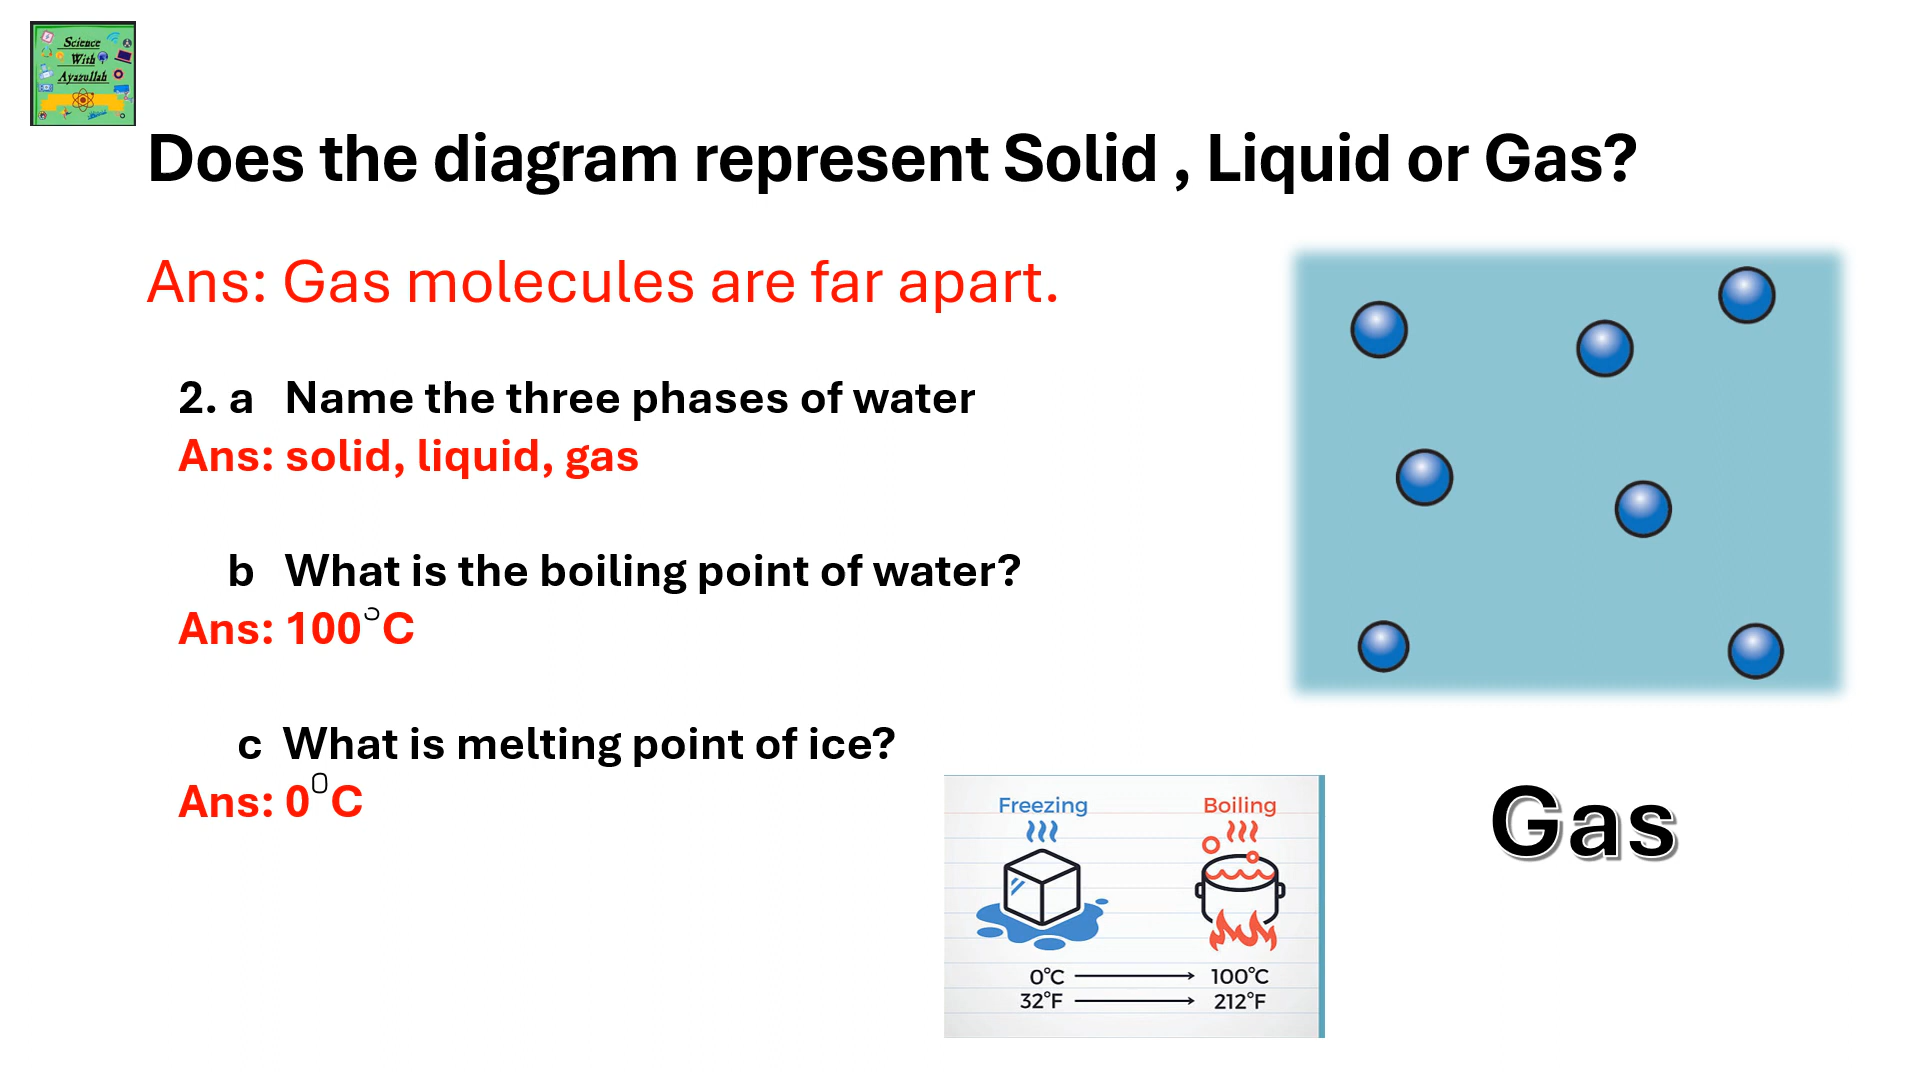 Science
With
Ayazullah
Does the diagram represent Solid , Liquid or Gas?
Ans: Gas molecules are far apart.
2. a Name the three phases of water
Ans: solid, liquid, gas
b What is the boiling point of water?
Ans: 100°C
c What is melting point of ice?
Ans: 0⁰C
Freezing Boiling
0°C 100°C
32°F 212°F
Gas